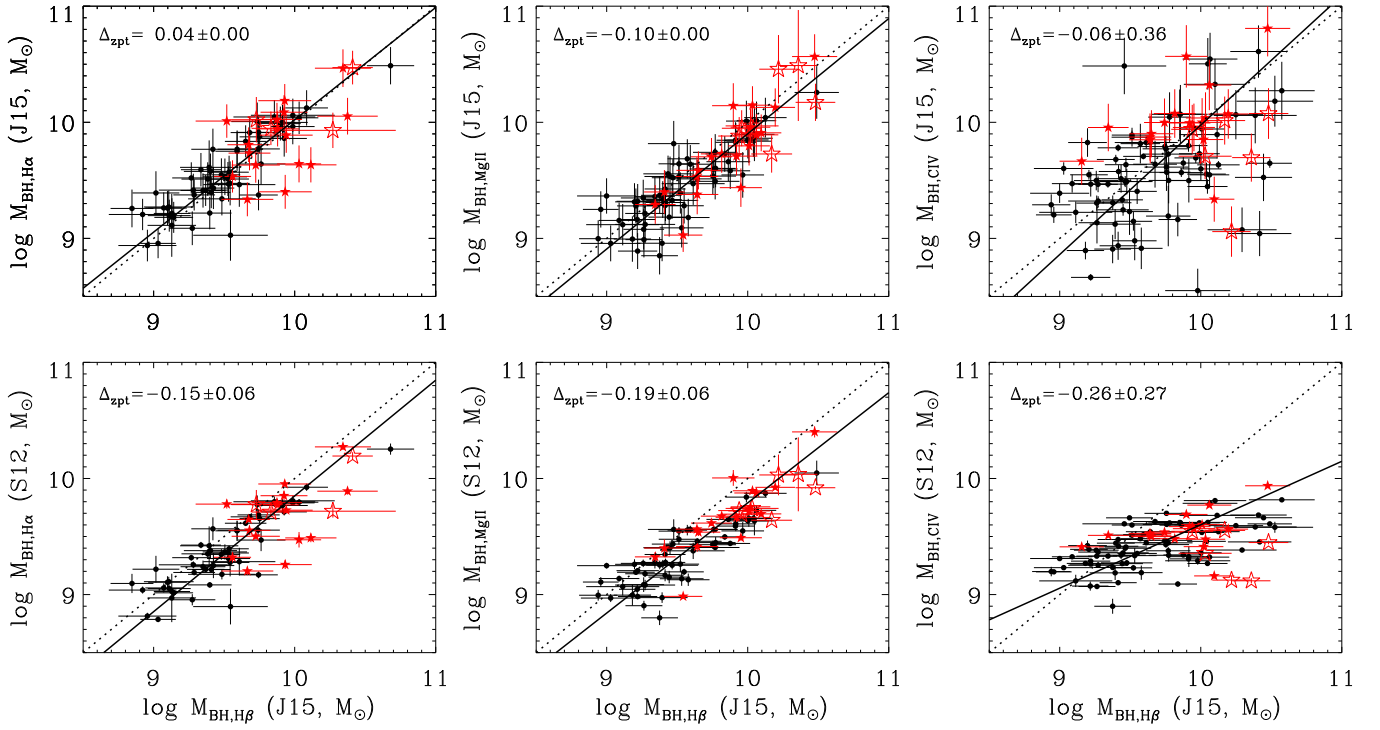 Δzpt= 0.04±0.00
Δzpt=−0.10±0.00
Δzpt=−0.06±0.36
11
10
9
11
10
9
11
10
9
log MBH,Hα (J15, M⊙)
log MBH,MgII (J15, M⊙)
log MBH,CIV (J15, M⊙)
9 10 11
9 10 11
9 10 11
Δzpt=−0.15±0.06
Δzpt=−0.19±0.06
Δzpt=−0.26±0.27
11
10
9
11
10
9
11
10
9
log MBH,Hα (S12, M⊙)
log MBH,MgII (S12, M⊙)
log MBH,CIV (S12, M⊙)
9 10 11
9 10 11
9 10 11
log MBH,Hβ (J15, M⊙)
log MBH,Hβ (J15, M⊙)
log MBH,Hβ (J15, M⊙)